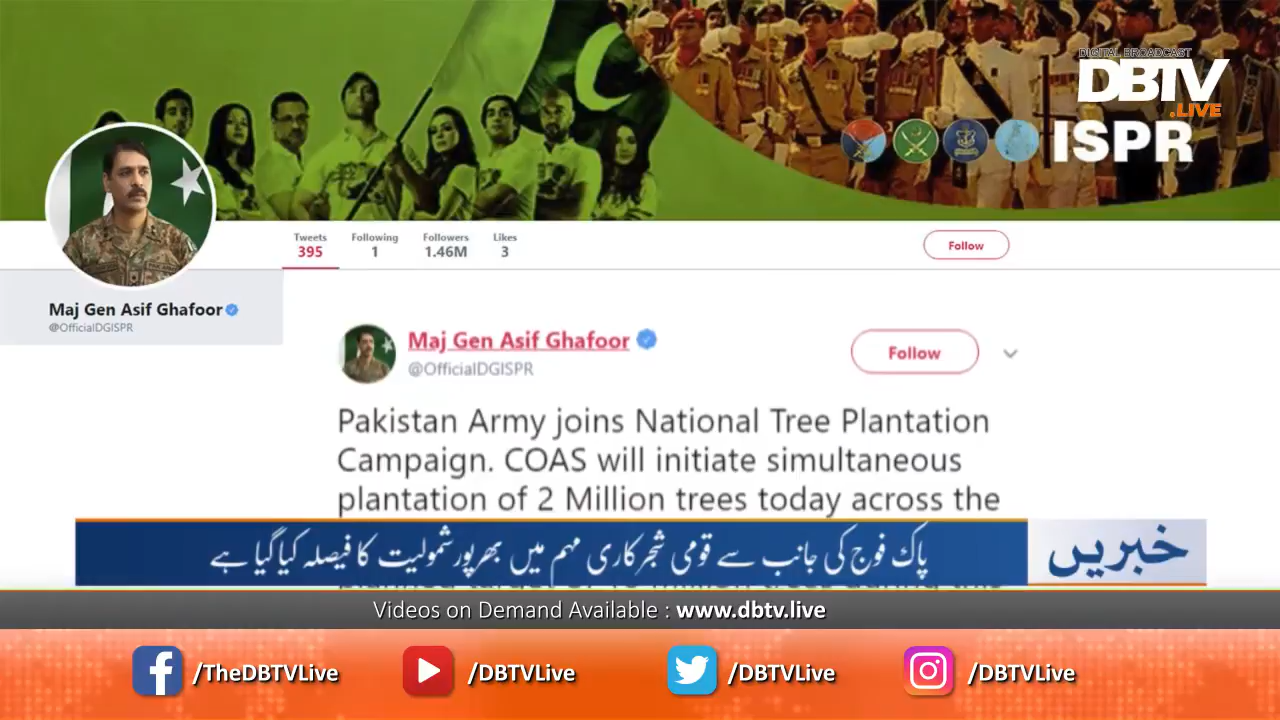 DIGITAL BROADCAST
DBTV
.LIVE
ISPR
Tweets Following Followers Likes
395 1 1.46M 3
Follow
Maj Gen Asif Ghafoor
@OfficialDGISPR
Maj Gen Asif Ghafoor
@OfficialDGISPR
Follow
Pakistan Army joins National Tree Plantation
Campaign. COAS will initiate simultaneous
plantation of 2 Million trees today across the
پاک فوج کی جانب سے قومی شجرکاری مہم میں بھرپور شمولیت کا فیصلہ کیا گیا ہے
خبریں
Videos on Demand Available : www.dbtv.live
/TheDBTVLive /DBTVLive /DBTVLive /DBTVLive